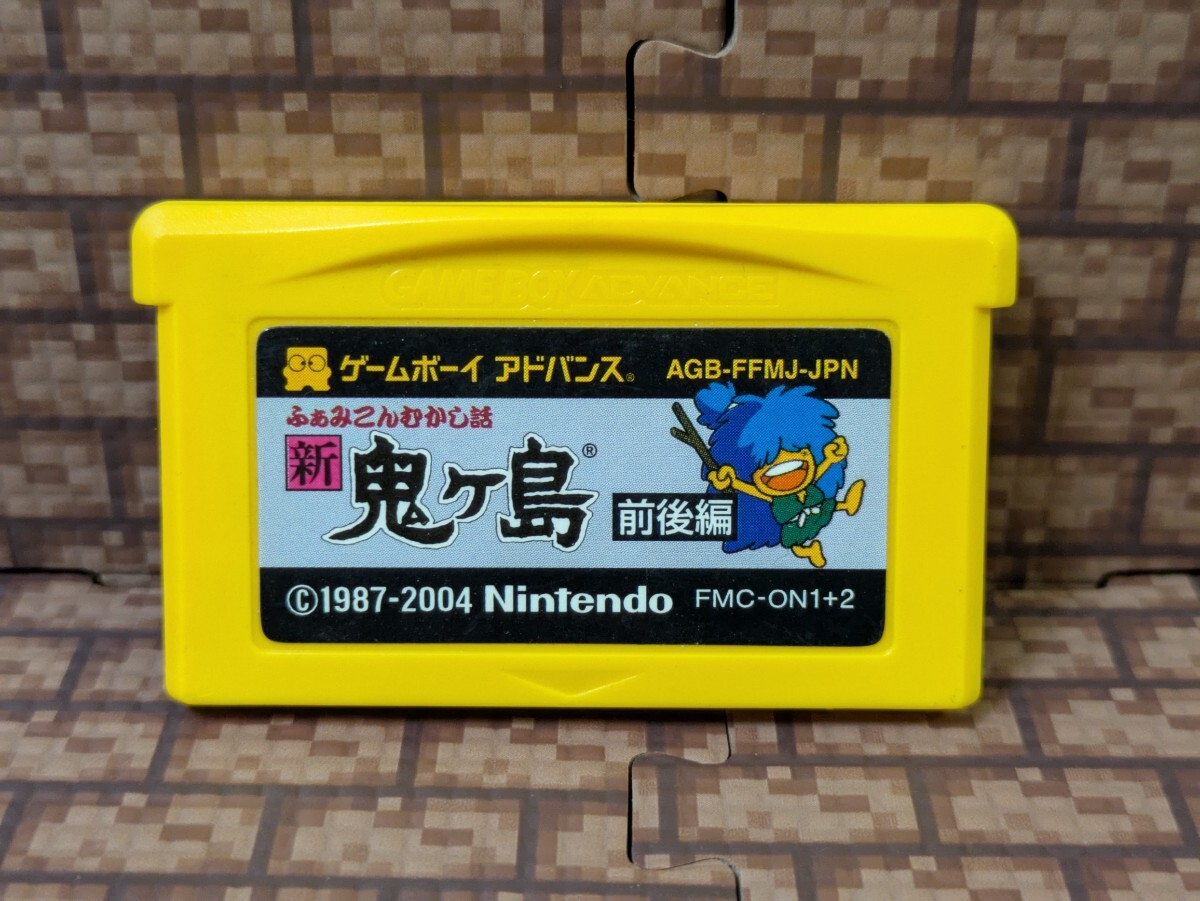 GAME BOY ADVANCE
ゲームボーイ アドバンス® AGB-FFMJ-JPN
ふぁみこんむかし話
新 鬼ヶ島®
前後編
©1987-2004 Nintendo FMC-ON1+2